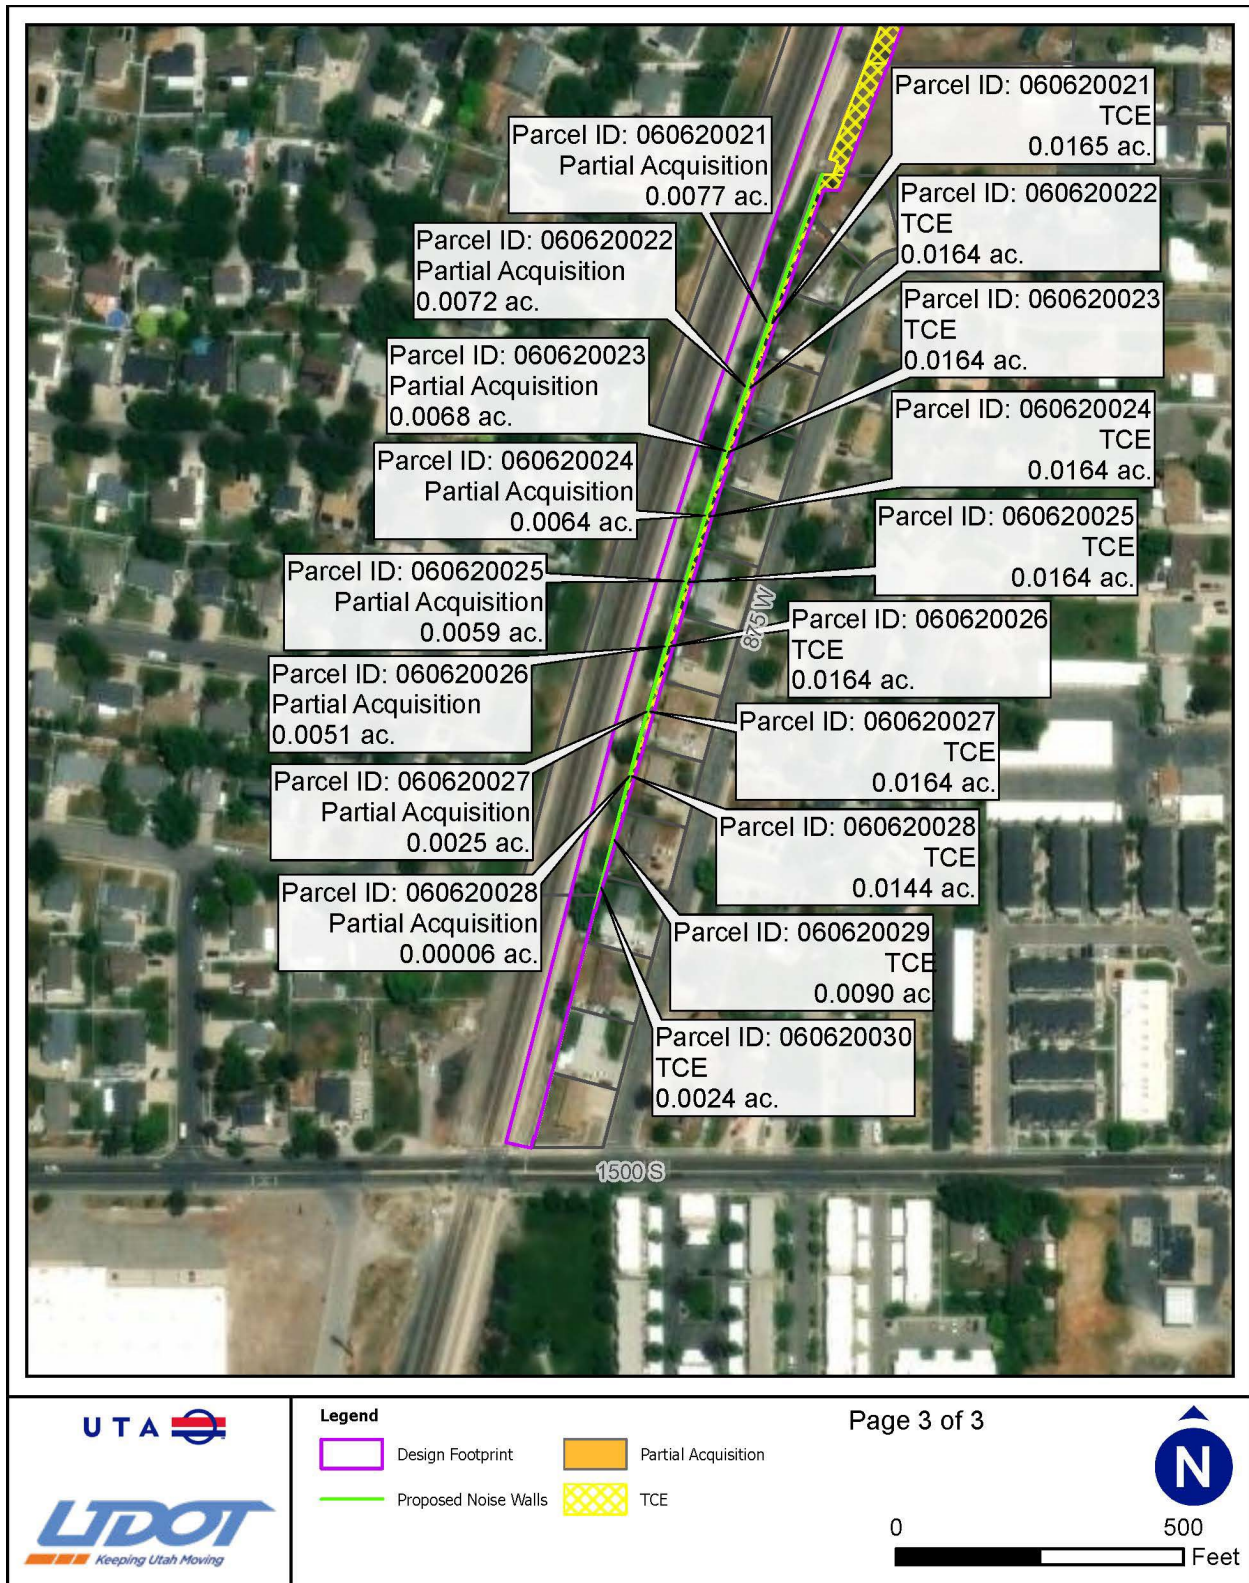 Parcel ID: 060620021
TCE
0.0165 ac.
Parcel ID: 060620021
Partial Acquisition
0.0077 ac.
Parcel ID: 060620022
TCE
0.0164 ac.
Parcel ID: 060620022
Partial Acquisition
0.0072 ac.
Parcel ID: 060620023
TCE
0.0164 ac.
Parcel ID: 060620023
Partial Acquisition
0.0068 ac.
Parcel ID: 060620024
TCE
0.0164 ac.
Parcel ID: 060620024
Partial Acquisition
0.0064 ac.
Parcel ID: 060620025
TCE
0.0164 ac.
Parcel ID: 060620025
Partial Acquisition
0.0059 ac.
875 W
Parcel ID: 060620026
TCE
0.0164 ac.
Parcel ID: 060620026
Partial Acquisition
0.0051 ac.
Parcel ID: 060620027
TCE
0.0164 ac.
Parcel ID: 060620027
Partial Acquisition
0.0025 ac.
Parcel ID: 060620028
TCE
0.0144 ac.
Parcel ID: 060620028
Partial Acquisition
0.00006 ac.
Parcel ID: 060620029
TCE
0.0090 ac
Parcel ID: 060620030
TCE
0.0024 ac.
1500 S
UTA
UDOT
Keeping Utah Moving
Legend
Design Footprint
Partial Acquisition
Proposed Noise Walls
TCE
Page 3 of 3
N
0 500
Feet